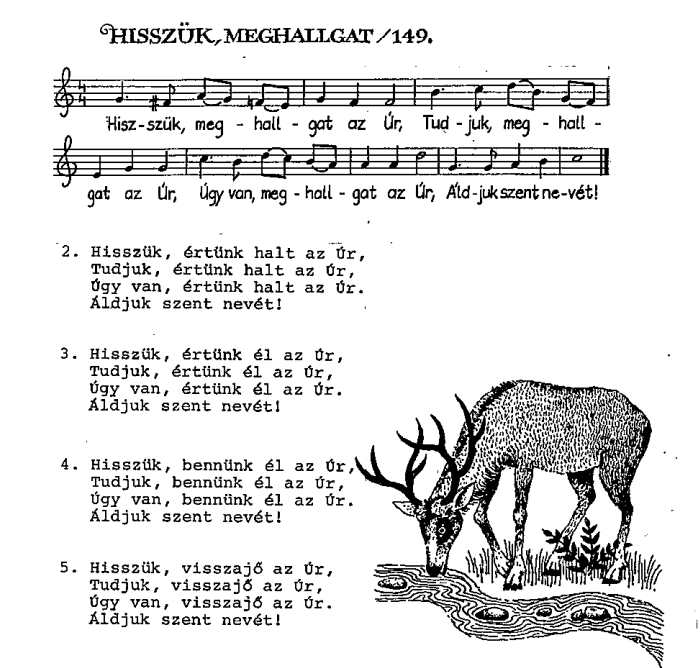 HISSZÜK, MEGHALLGAT/149.
Hisz-szük, meg - hall - gat az Úr, Tud-juk, meg - hall -
gat az Úr, Úgy van, meg - hall - gat az Úr, Áld-juk szent ne-vét!
2. Hisszük, értünk halt az Úr,
Tudjuk, értünk halt az Úr,
Úgy van, értünk halt az Úr.
Áldjuk szent nevét!
3. Hisszük, értünk él az Úr,
Tudjuk, értünk él az Úr,
Úgy van, értünk él az Úr.
Áldjuk szent nevét!
4. Hisszük, bennünk él az Úr,
Tudjuk, bennünk él az Úr,
Úgy van, bennünk él az Úr.
Áldjuk szent nevét!
5. Hisszük, visszajő az Úr,
Tudjuk, visszajő az Úr,
Úgy van, visszajő az Úr.
Áldjuk szent nevét!